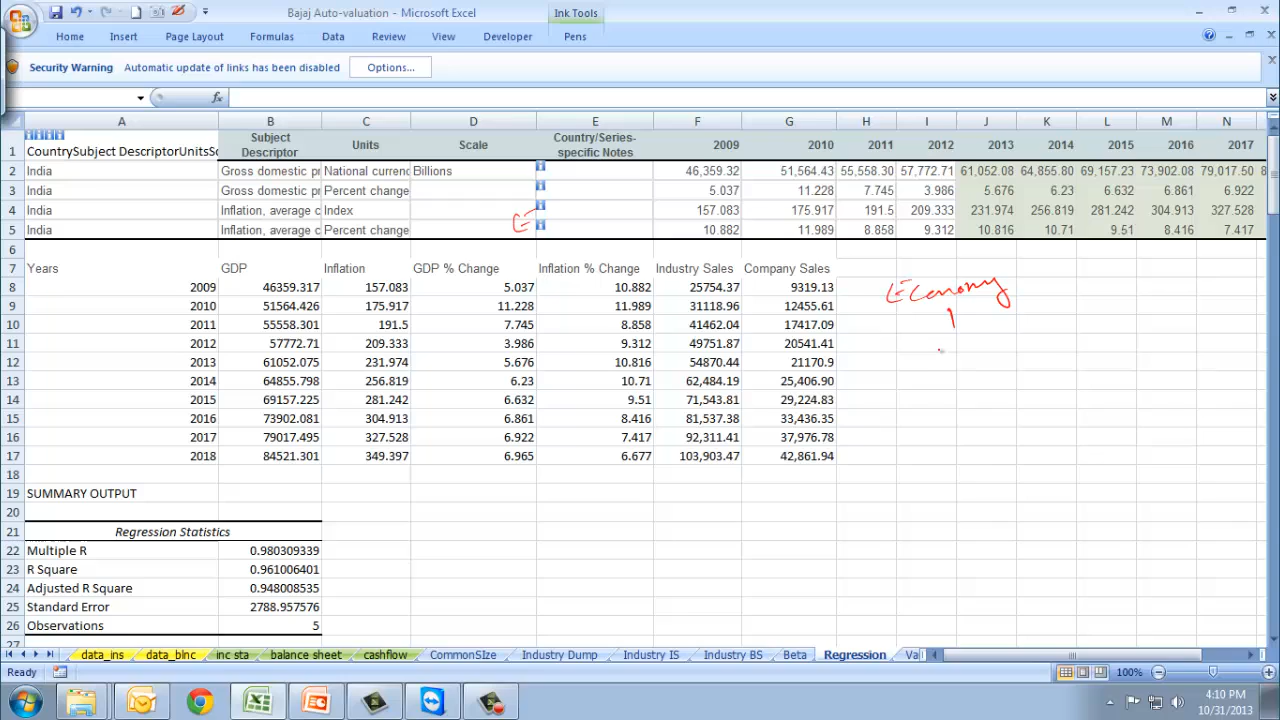 Bajaj Auto-valuation - Microsoft Excel
Ink Tools
Home Insert Page Layout Formulas Data Review View Developer Pens
Security Warning Automatic update of links has been disabled Options...
fx
A B C D E F G H I J K L M N
1 CountrySubject DescriptorUnitsSc Subject Descriptor Units Scale Country/Series-specific Notes 2009 2010 2011 2012 2013 2014 2015 2016 2017
2 India Gross domestic pr National currenc Billions 46,359.32 51,564.43 55,558.30 57,772.71 61,052.08 64,855.80 69,157.23 73,902.08 79,017.50 8
3 India Gross domestic pr Percent change 5.037 11.228 7.745 3.986 5.676 6.23 6.632 6.861 6.922
4 India Inflation, average c Index 157.083 175.917 191.5 209.333 231.974 256.819 281.242 304.913 327.528
5 India Inflation, average c Percent change 10.882 11.989 8.858 9.312 10.816 10.71 9.51 8.416 7.417
6
7 Years GDP Inflation GDP % Change Inflation % Change Industry Sales Company Sales
8 2009 46359.317 157.083 5.037 10.882 25754.37 9319.13
Economy
9 2010 51564.426 175.917 11.228 11.989 31118.96 12455.61
10 2011 55558.301 191.5 7.745 8.858 41462.04 17417.09
11 2012 57772.71 209.333 3.986 9.312 49751.87 20541.41
12 2013 61052.075 231.974 5.676 10.816 54870.44 21170.9
13 2014 64855.798 256.819 6.23 10.71 62,484.19 25,406.90
14 2015 69157.225 281.242 6.632 9.51 71,543.81 29,224.83
15 2016 73902.081 304.913 6.861 8.416 81,537.38 33,436.35
16 2017 79017.495 327.528 6.922 7.417 92,311.41 37,976.78
17 2018 84521.301 349.397 6.965 6.677 103,903.47 42,861.94
18
19 SUMMARY OUTPUT
20
21 Regression Statistics
22 Multiple R 0.980309339
23 R Square 0.961006401
24 Adjusted R Square 0.948008535
25 Standard Error 2788.957576
26 Observations 5
27
data_ins data_blnc inc sta balance sheet cashflow CommonSIze Industry Dump Industry IS Industry BS Beta Regression Val
Ready 100%
4:10 PM
10/31/2013